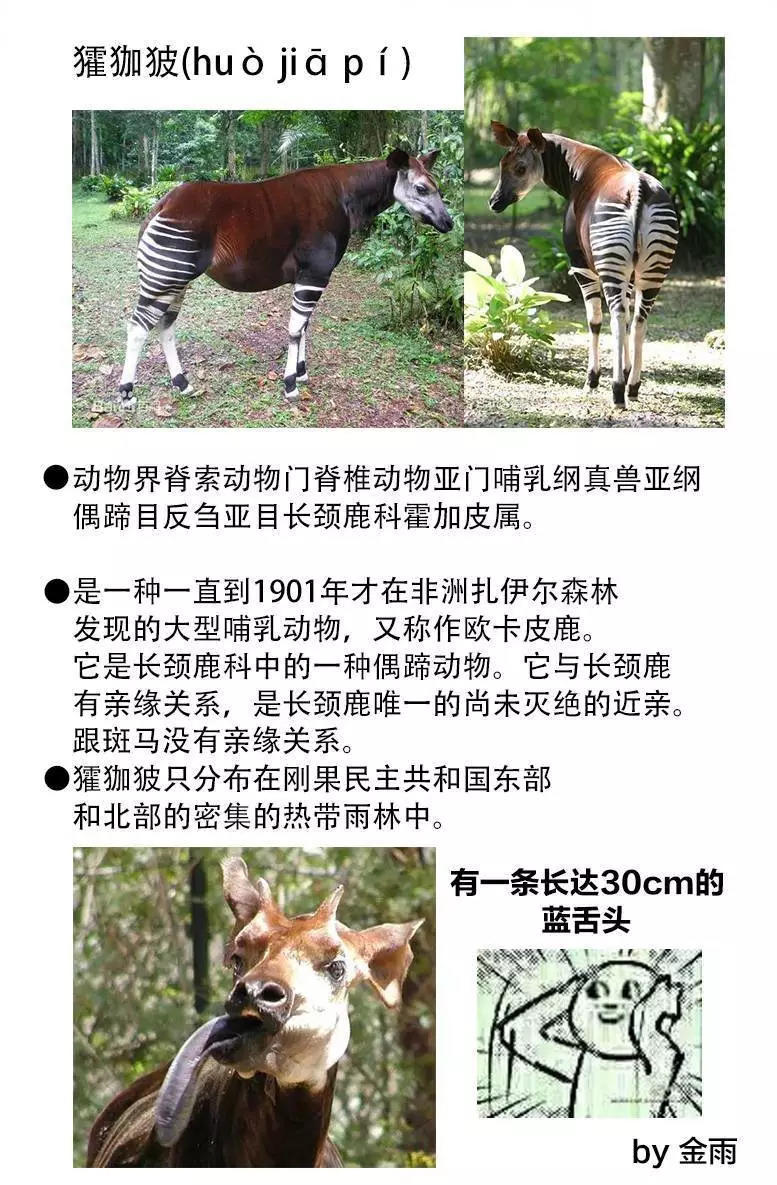 㺢㹢狓(huò jiā pí)
●动物界脊索动物门脊椎动物亚门哺乳纲真兽亚纲
偶蹄目反刍亚目长颈鹿科霍加皮属。
●是一种一直到1901年才在非洲扎伊尔森林
发现的大型哺乳动物，又称作欧卡皮鹿。
它是长颈鹿科中的一种偶蹄动物。它与长颈鹿
有亲缘关系，是长颈鹿唯一的尚未灭绝的近亲。
跟斑马没有亲缘关系。
●㺢㹢狓只分布在刚果民主共和国东部
和北部的密集的热带雨林中。
有一条长达30cm的
蓝舌头
by 金雨